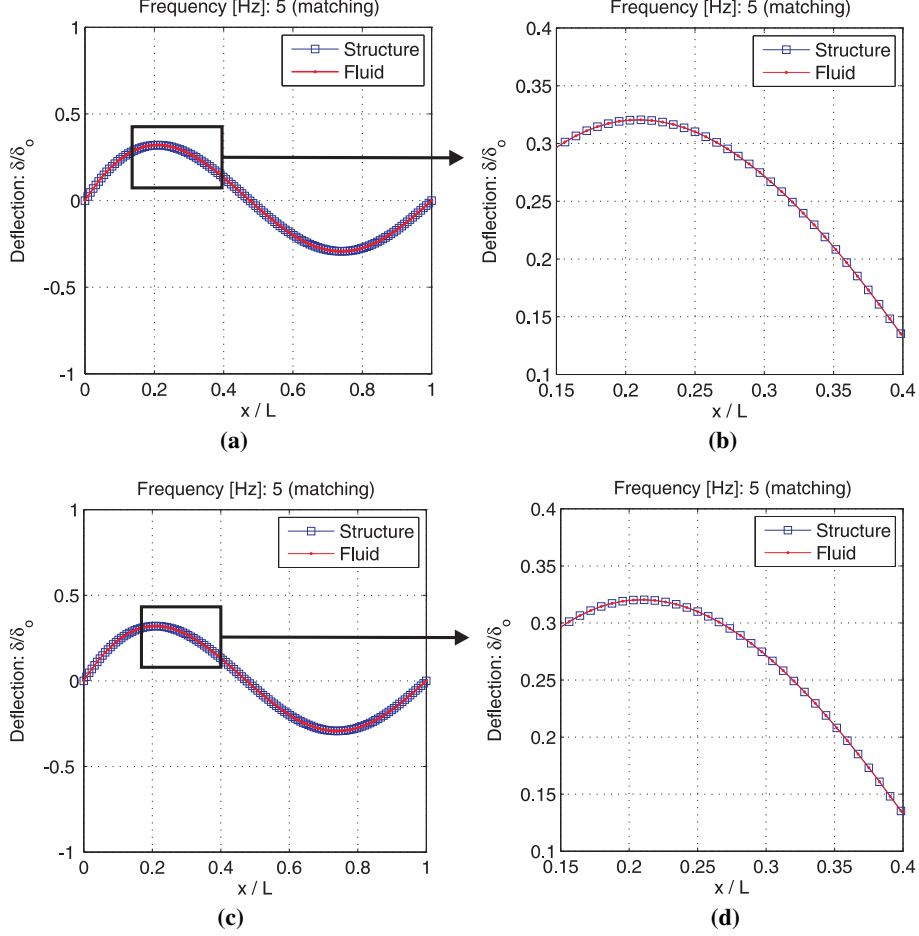 Frequency [Hz]: 5 (matching)
1
0.5
0
-0.5
-1
Deflection: δ/δo
Structure
Fluid
0 0.2 0.4 0.6 0.8 1
x / L
(a)
Frequency [Hz]: 5 (matching)
0.4
0.35
0.3
0.25
0.2
0.15
0.1
Deflection: δ/δo
Structure
Fluid
0.15 0.2 0.25 0.3 0.35 0.4
x / L
(b)
Frequency [Hz]: 5 (matching)
1
0.5
0
-0.5
-1
Deflection: δ/δo
Structure
Fluid
0 0.2 0.4 0.6 0.8 1
x / L
(c)
Frequency [Hz]: 5 (matching)
0.4
0.35
0.3
0.25
0.2
0.15
0.1
Deflection: δ/δo
Structure
Fluid
0.15 0.2 0.25 0.3 0.35 0.4
x / L
(d)